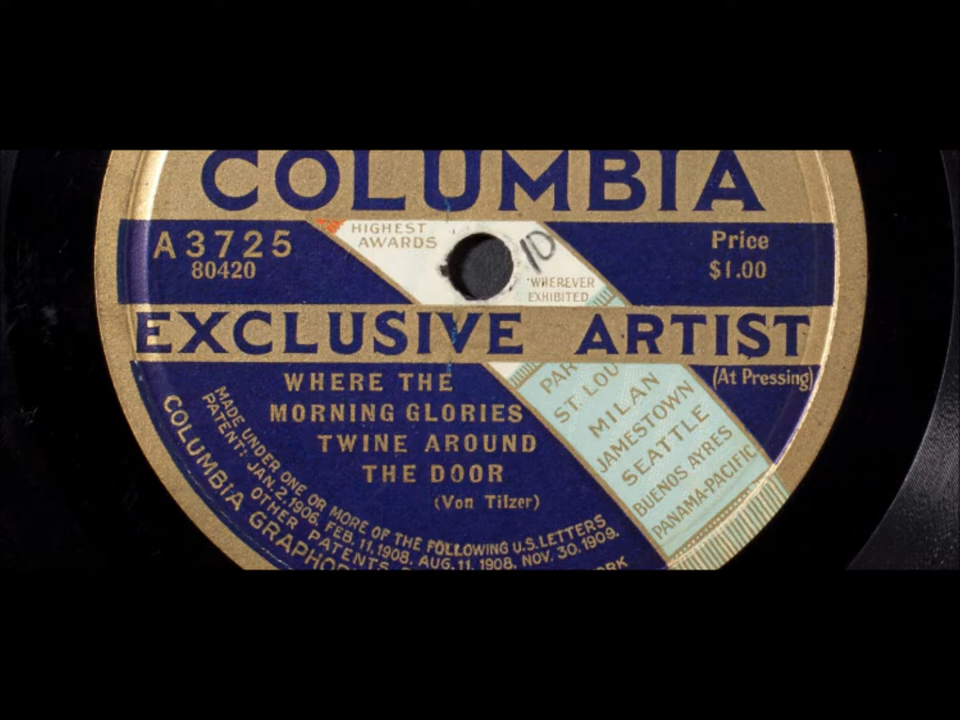 COLUMBIA
A3725
80420
HIGHEST
AWARDS
10
"WHEREVER
EXHIBITED
Price
$1.00
EXCLUSIVE ARTIST
(At Pressing)
WHERE THE
MORNING GLORIES
TWINE AROUND
THE DOOR
(Von Tilzer)
ST. LOU
MILAN
JAMESTOWN
SEATTLE
BUENOS AYRES
PANAMA-PACIFIC
MADE UNDER ONE OR MORE OF THE FOLLOWING U.S. LETTERS
PATENT: JAN. 2, 1906. FEB. 11, 1908. AUG. 11, 1908. NOV. 30. 1909.
OTHER PATENTS
COLUMBIA GRAPHO